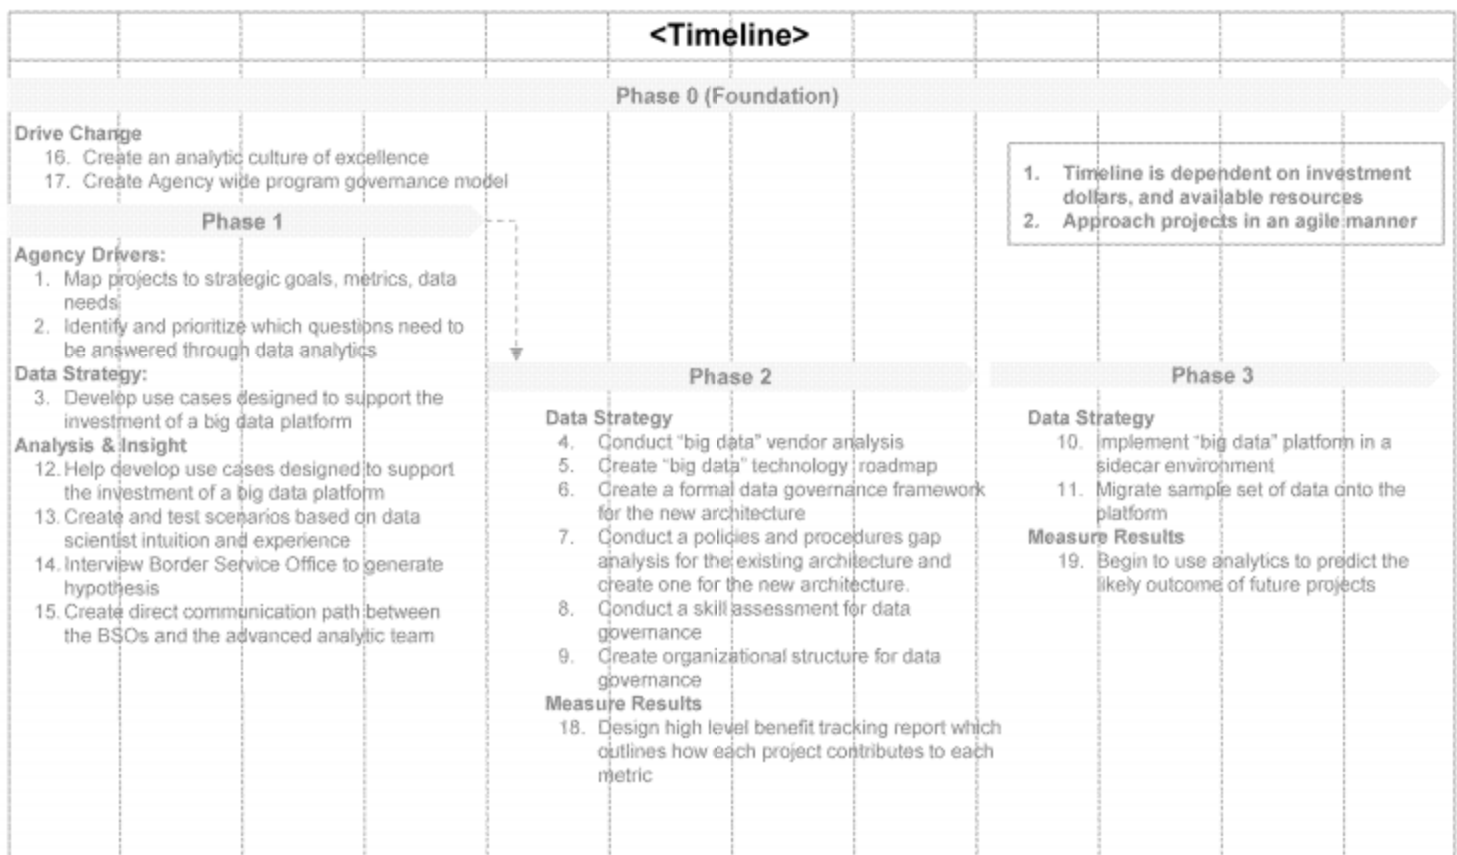 <Timeline>
Phase 0 (Foundation)
Drive Change
16. Create an analytic culture of excellence
17. Create Agency wide program governance model
1. Timeline is dependent on investment
dollars, and available resources
2. Approach projects in an agile manner
Phase 1
Agency Drivers:
1. Map projects to strategic goals, metrics, data
needs
2. Identify and prioritize which questions need to
be answered through data analytics
Data Strategy:
3. Develop use cases designed to support the
investment of a big data platform
Analysis & Insight
12. Help develop use cases designed to support
the investment of a big data platform
13. Create and test scenarios based on data
scientist intuition and experience
14. Interview Border Service Office to generate
hypothesis
15. Create direct communication path between
the BSOs and the advanced analytic team
Phase 2
Data Strategy
4. Conduct “big data” vendor analysis
5. Create “big data” technology roadmap
6. Create a formal data governance framework
for the new architecture
7. Conduct a policies and procedures gap
analysis for the existing architecture and
create one for the new architecture.
8. Conduct a skill assessment for data
governance
9. Create organizational structure for data
governance
Measure Results
18. Design high level benefit tracking report which
outlines how each project contributes to each
metric
Phase 3
Data Strategy
10. Implement “big data” platform in a
sidecar environment
11. Migrate sample set of data onto the
platform
Measure Results
19. Begin to use analytics to predict the
likely outcome of future projects